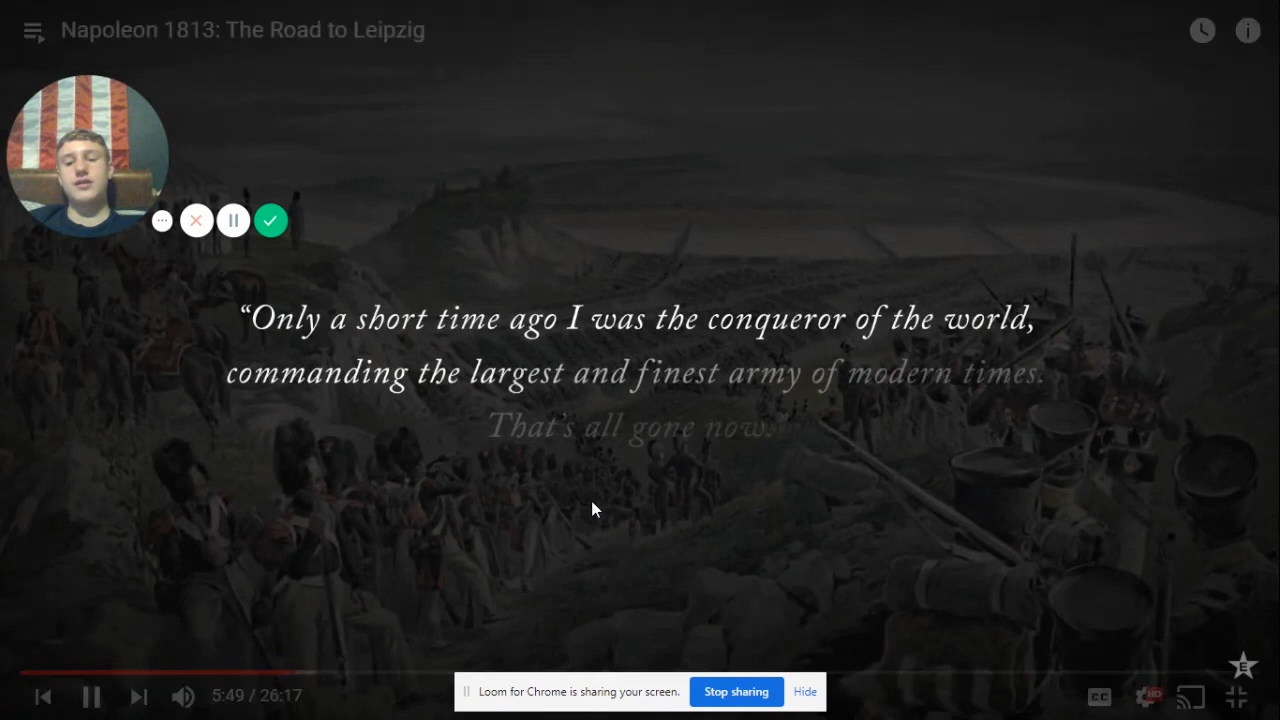 Napoleon 1813: The Road to Leipzig
“Only a short time ago I was the conqueror of the world,
commanding the largest and finest army of modern times.
That’s all gone now.
5:49 / 26:17
Loom for Chrome is sharing your screen.
Stop sharing
Hide
CC
HD
E